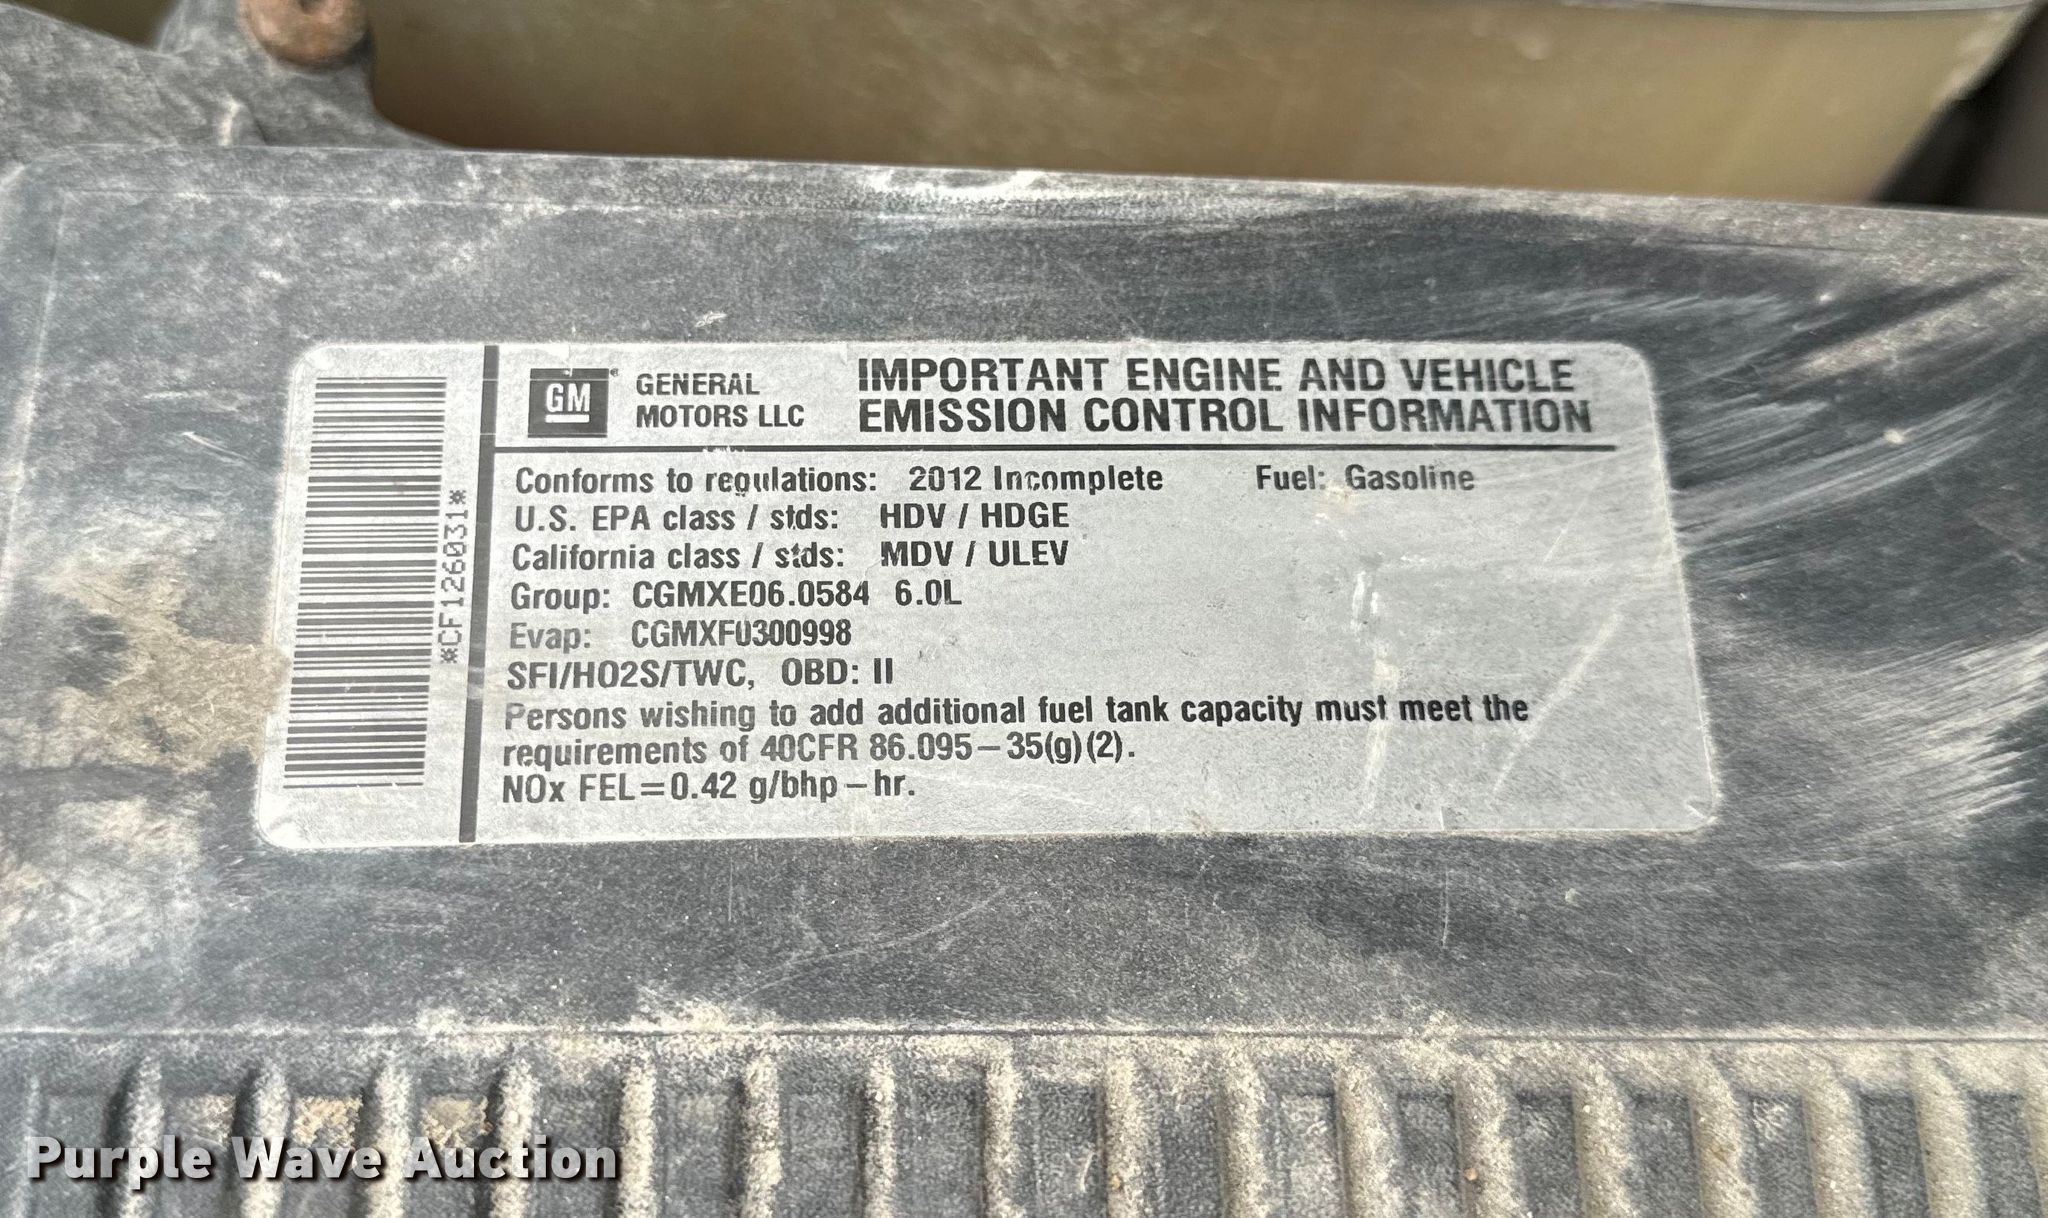 *CF126031*
GM
GENERAL
MOTORS LLC
IMPORTANT ENGINE AND VEHICLE
EMISSION CONTROL INFORMATION
Conforms to regulations: 2012 Incomplete Fuel: Gasoline
U.S. EPA class / stds: HDV / HDGE
California class / stds: MDV / ULEV
Group: CGMXE06.0584 6.0L
Evap: CGMXF0300998
SFI/HO2S/TWC, OBD: II
Persons wishing to add additional fuel tank capacity must meet the
requirements of 40CFR 86.095-35(g)(2).
NOx FEL=0.42 g/bhp-hr.
Purple Wave Auction